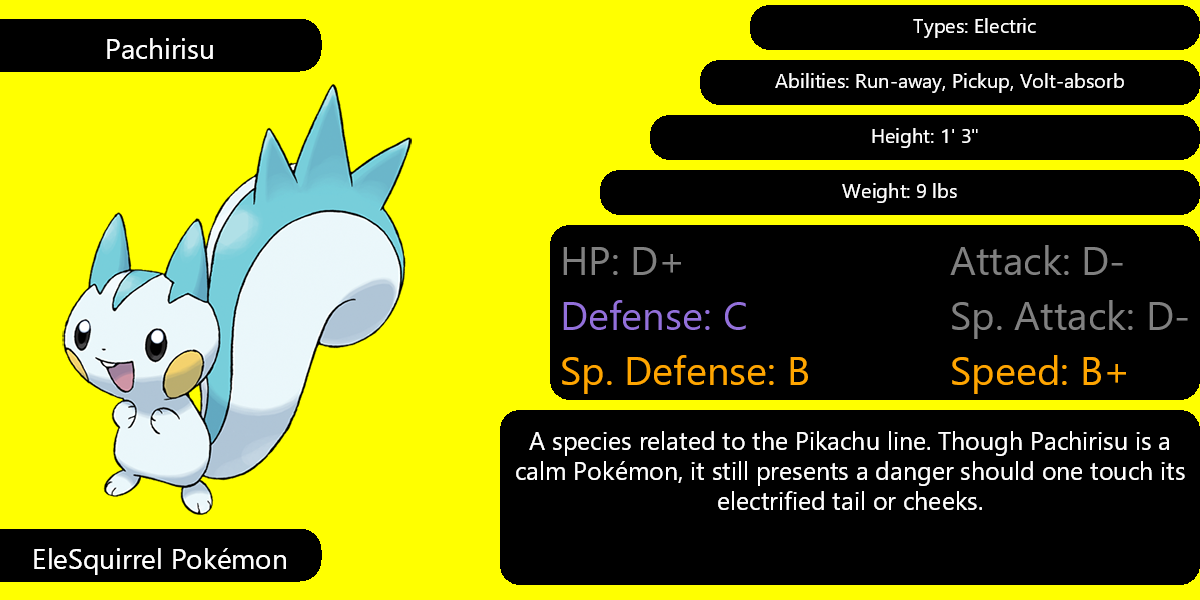 Pachirisu
EleSquirrel Pokémon
Types: Electric
Abilities: Run-away, Pickup, Volt-absorb
Height: 1' 3"
Weight: 9 lbs
HP: D+
Attack: D-
Defense: C
Sp. Attack: D-
Sp. Defense: B
Speed: B+
A species related to the Pikachu line. Though Pachirisu is a
calm Pokémon, it still presents a danger should one touch its
electrified tail or cheeks.